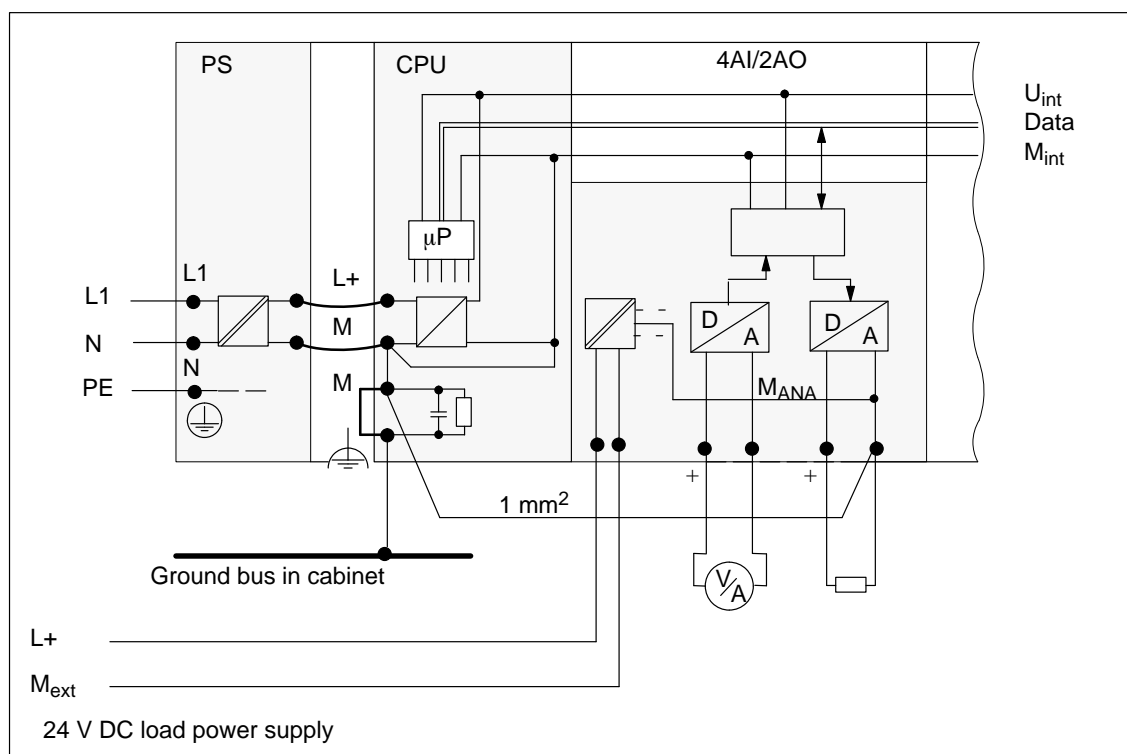 PS
CPU
4AI/2AO
U_int
Data
M_int
µP
L1
L+
L1
M
D
A
D
A
N
N
PE
M
M_ANA
+
+
1 mm²
Ground bus in cabinet
V/A
L+
M_ext
24 V DC load power supply